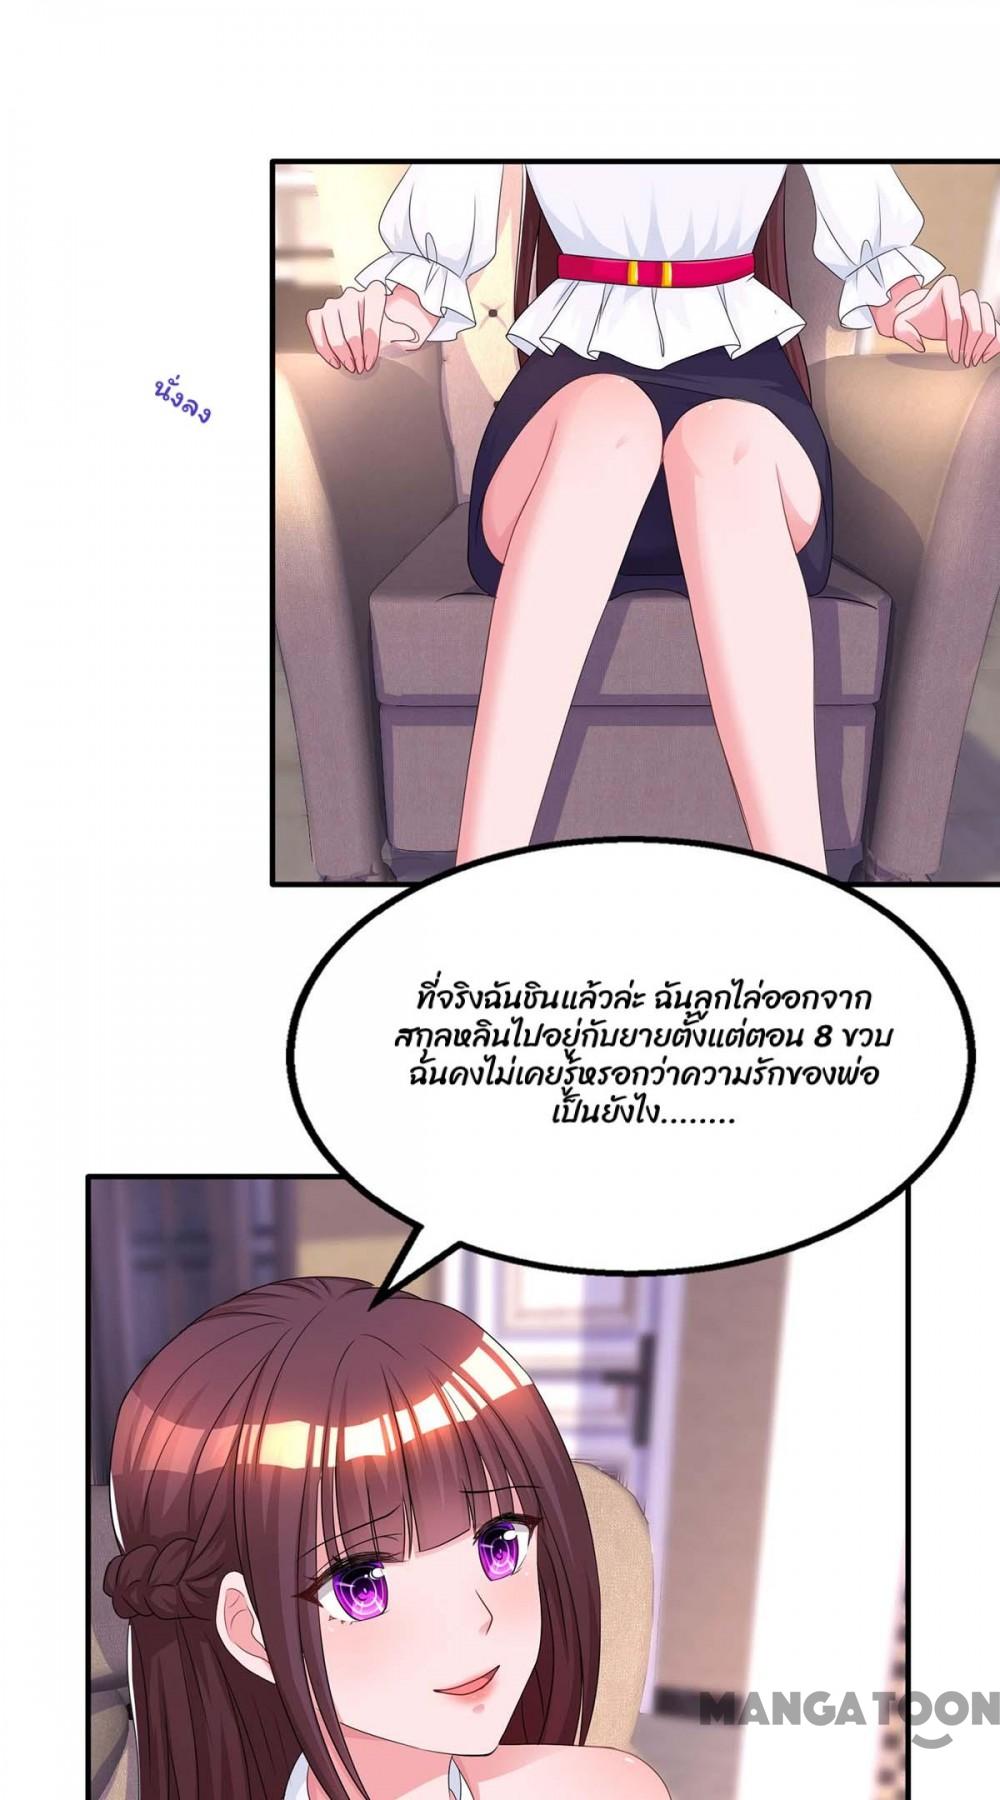 นั่งลง
ที่จริงฉันชินแล้วล่ะ ฉันถูกไล่ออกจาก
สกุลหลินไปอยู่กับยายตั้งแต่ตอน 8 ขวบ
ฉันคงไม่เคยรู้หรอกว่าความรักของพ่อ
เป็นยังไง........
MANGATOON